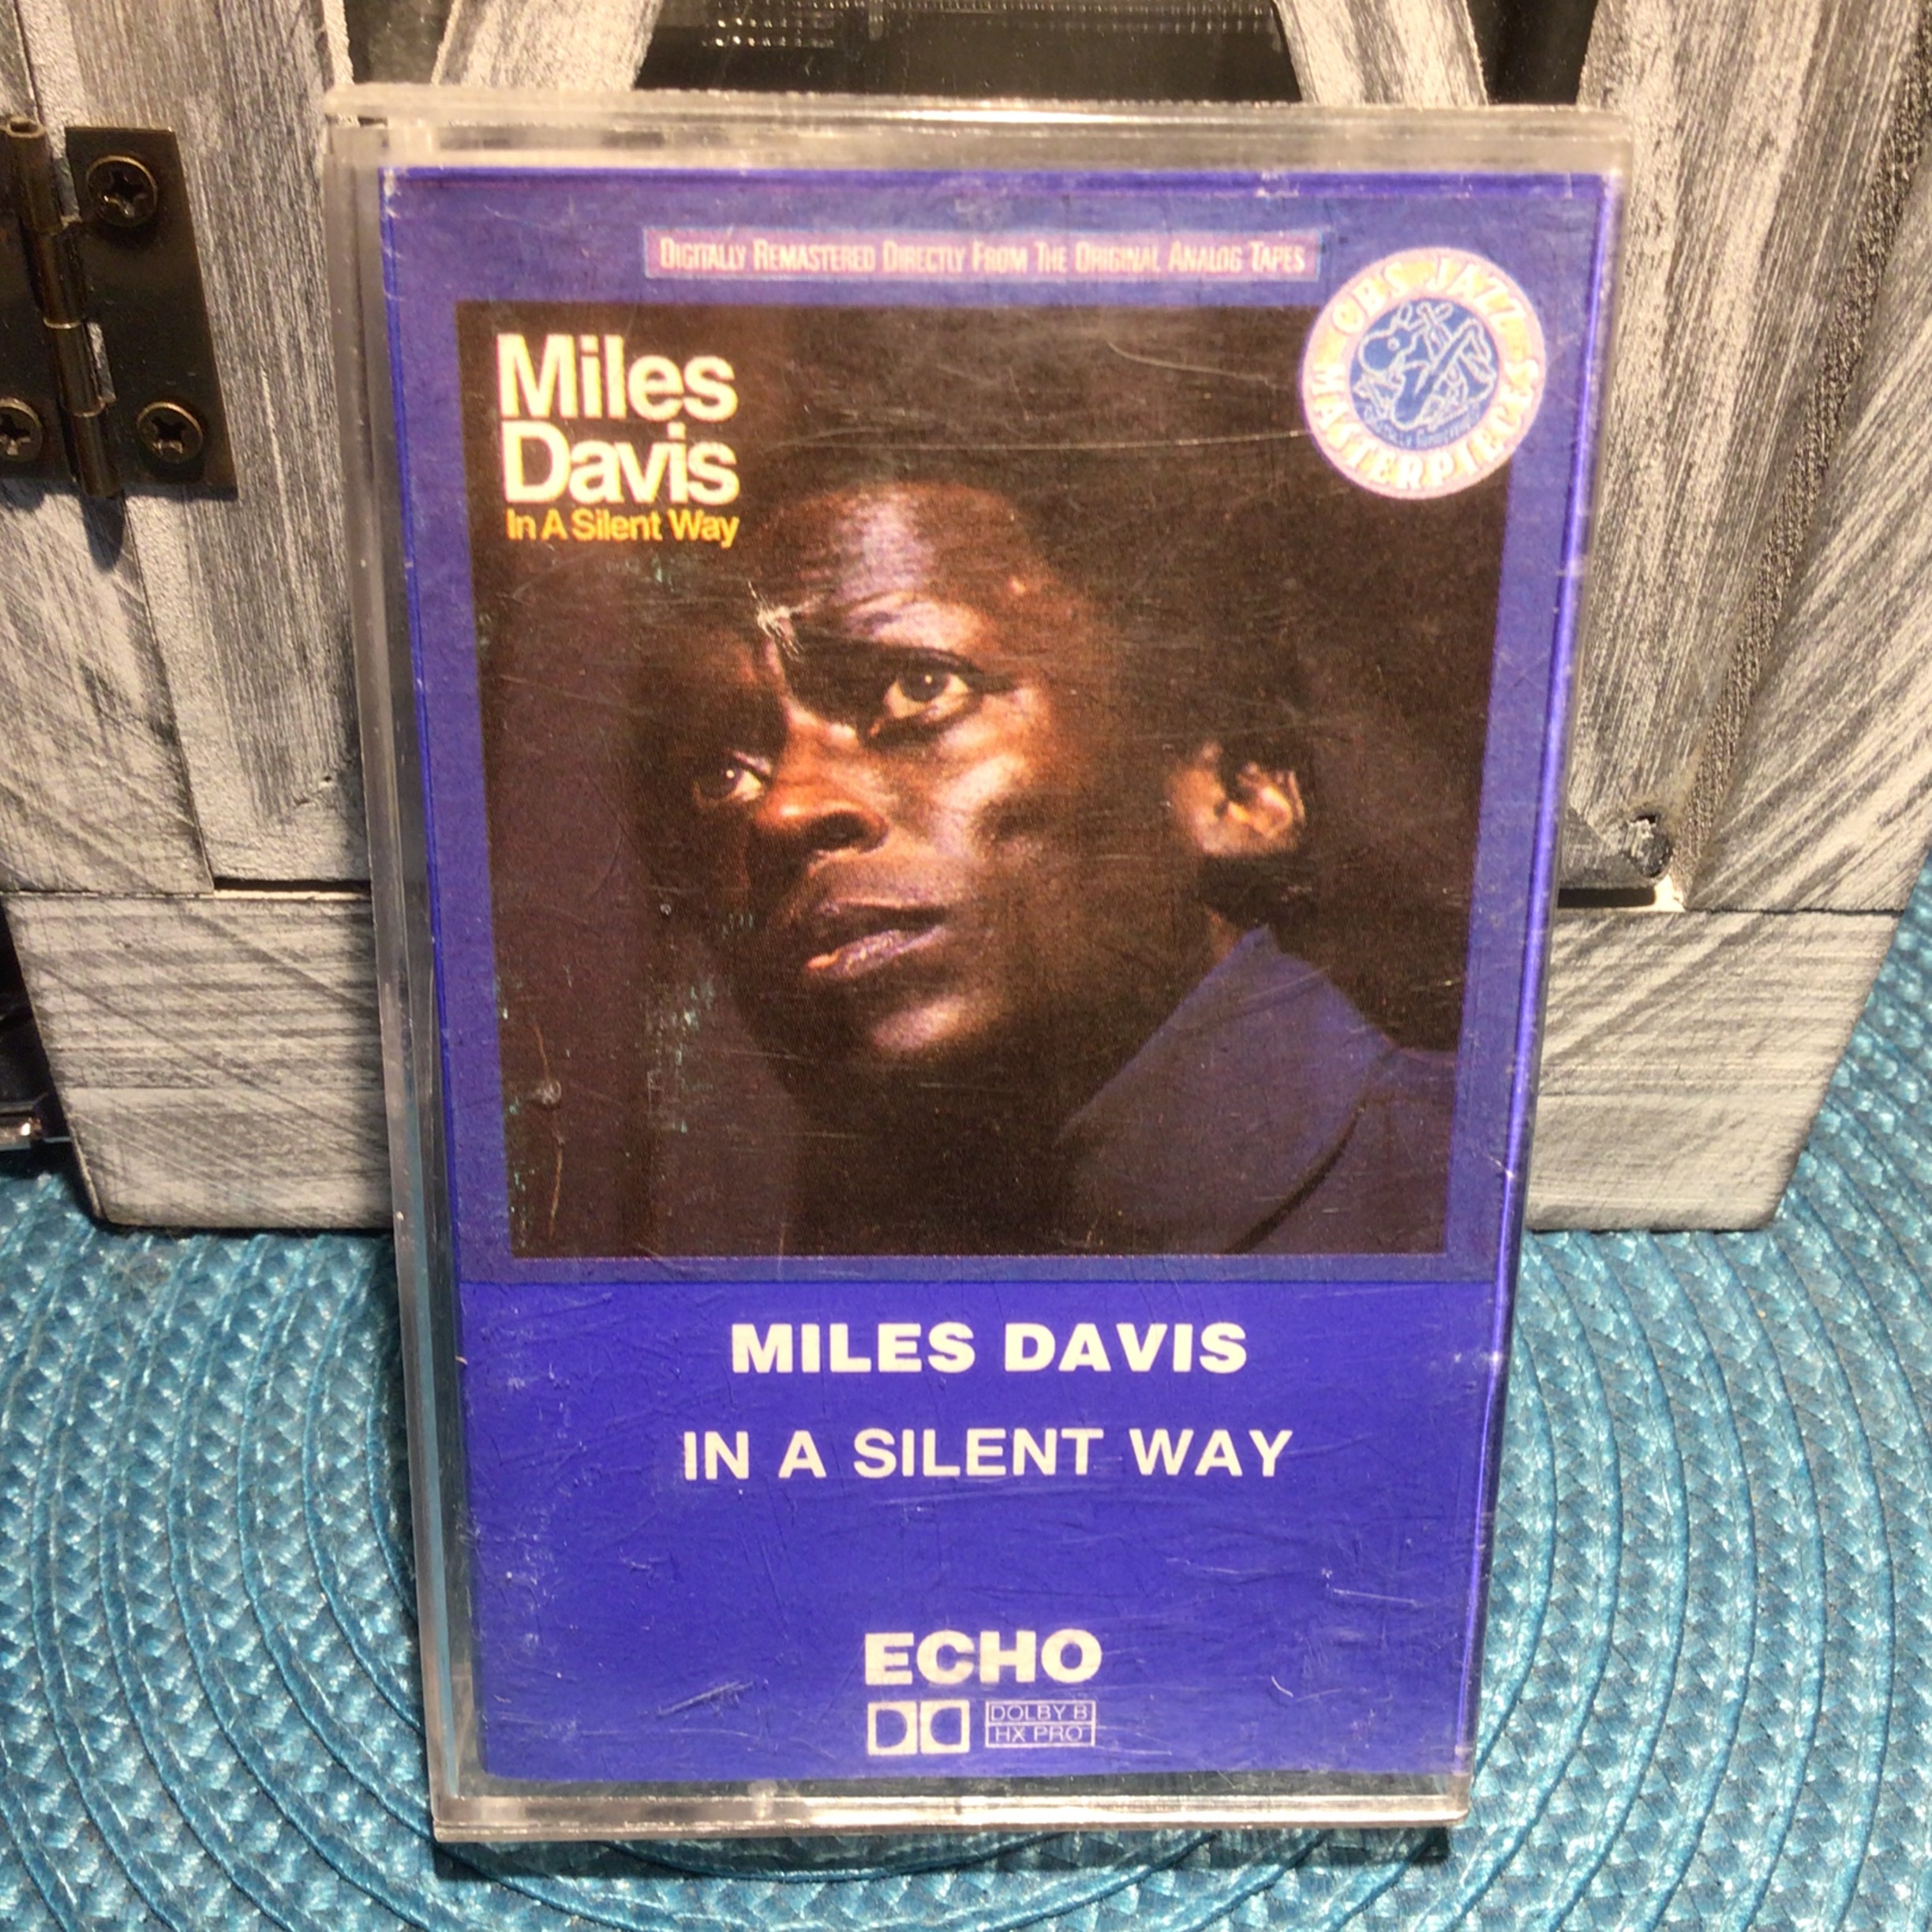 DIGITALLY REMASTERED DIRECTLY FROM THE ORIGINAL ANALOG TAPES
CBS JAZZ
MASTERPIECES
Miles
Davis
In A Silent Way
MILES DAVIS
IN A SILENT WAY
ECHO
DOLBY B
HX PRO